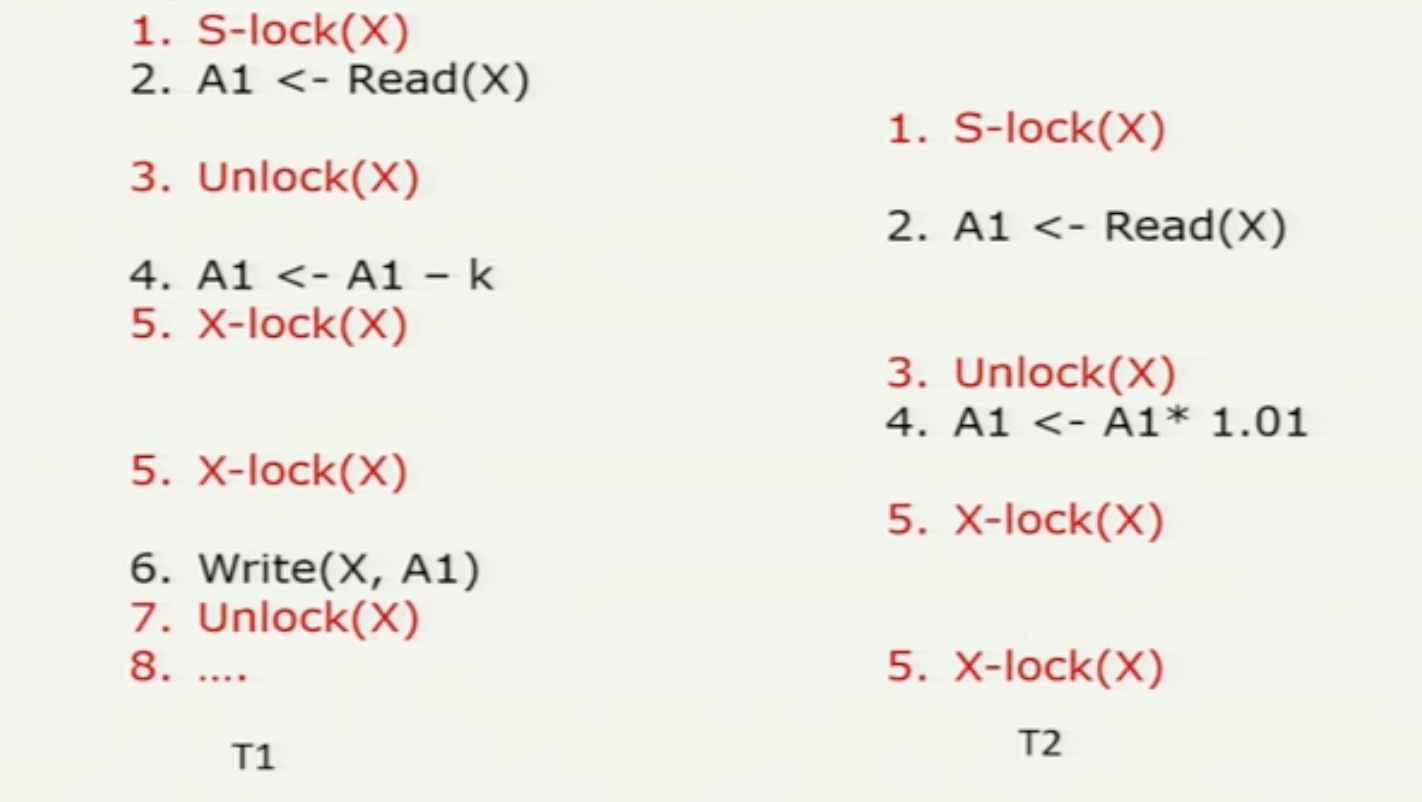 1. S-lock(X)
2. A1 <- Read(X)
1. S-lock(X)
3. Unlock(X)
2. A1 <- Read(X)
4. A1 <- A1 – k
5. X-lock(X)
3. Unlock(X)
4. A1 <- A1* 1.01
5. X-lock(X)
5. X-lock(X)
6. Write(X, A1)
7. Unlock(X)
8. ....
5. X-lock(X)
T1
T2